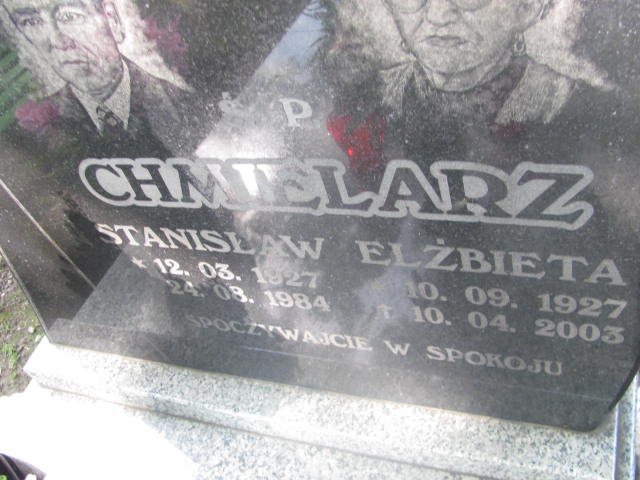 Ś P
CHMIELARZ
STANISŁAW ELŻBIETA
* 12. 03. 1927 * 10. 09. 1927
24. 08. 1984 † 10. 04. 2003
SPOCZYWAJCIE W SPOKOJU